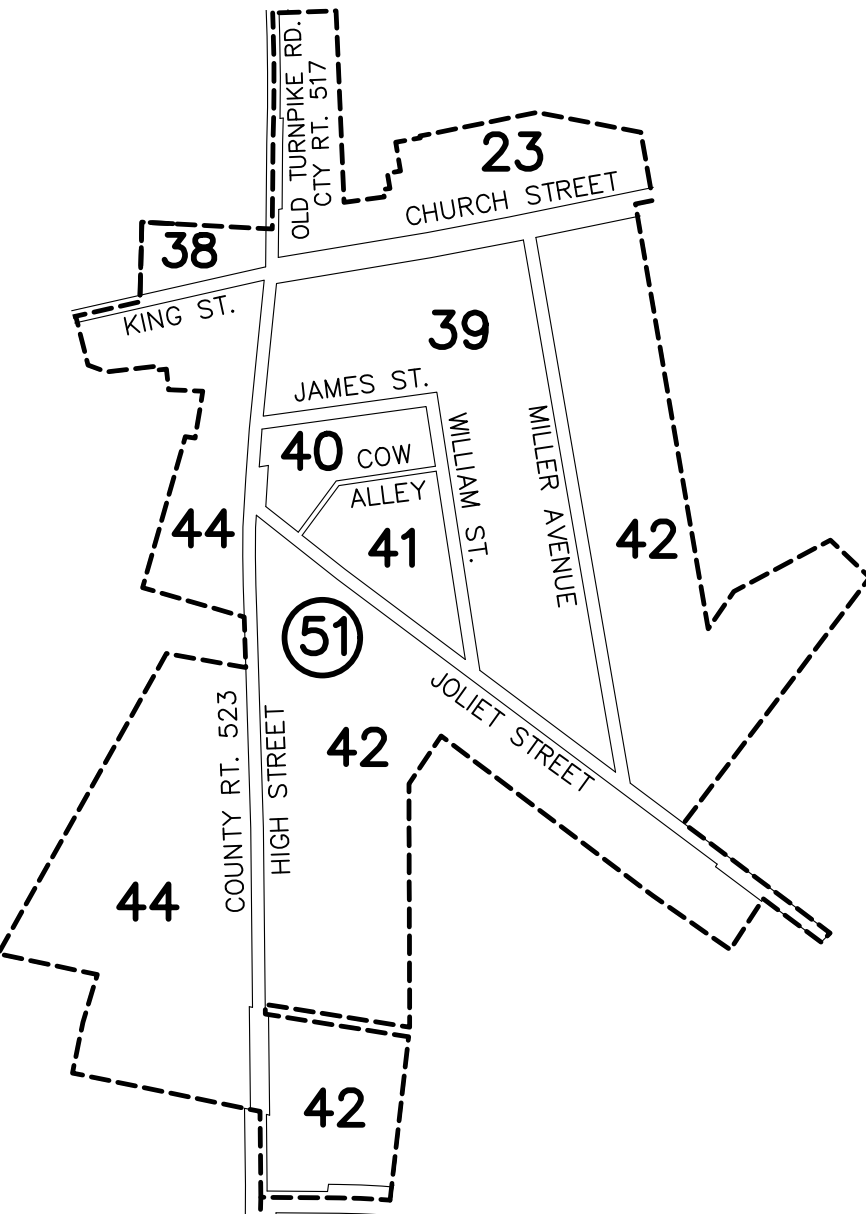 OLD TURNPIKE RD.
CTY RT. 517
23
CHURCH STREET
38
KING ST.
39
JAMES ST.
40
COW
ALLEY
WILLIAM ST.
MILLER AVENUE
44
41
42
51
JOLIET STREET
COUNTY RT. 523
HIGH STREET
42
44
42